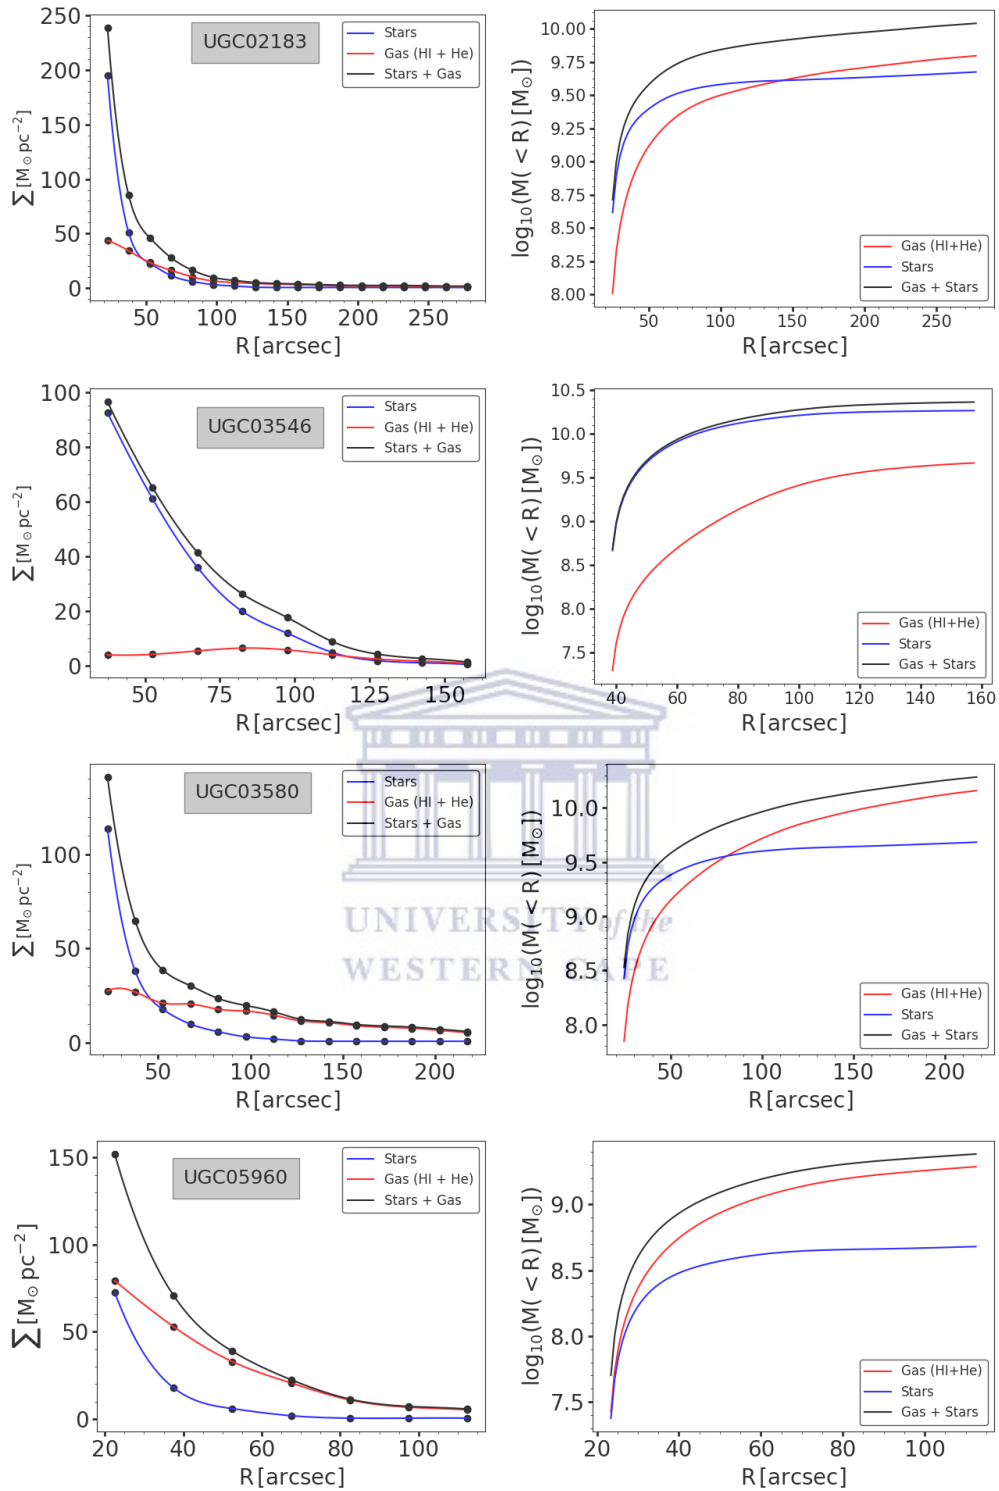 UGC02183
Stars
Gas (HI + He)
Stars + Gas
250
200
150
100
50
0
Σ [M⊙ pc⁻²]
50 100 150 200 250
R [arcsec]
10.00
9.75
9.50
9.25
9.00
8.75
8.50
8.25
8.00
log₁₀(M( < R) [M⊙])
Gas (HI+He)
Stars
Gas + Stars
50 100 150 200 250
R [arcsec]
UGC03546
Stars
Gas (HI + He)
Stars + Gas
100
80
60
40
20
0
Σ [M⊙ pc⁻²]
50 75 100 125 150
R [arcsec]
10.5
10.0
9.5
9.0
8.5
8.0
7.5
log₁₀(M( < R) [M⊙])
Gas (HI+He)
Stars
Gas + Stars
40 60 80 100 120 140 160
R [arcsec]
UGC03580
Stars
Gas (HI + He)
Stars + Gas
100
50
0
Σ [M⊙ pc⁻²]
50 100 150 200
R [arcsec]
10.0
9.5
9.0
8.5
8.0
log₁₀(M( < R) [M⊙])
Gas (HI+He)
Stars
Gas + Stars
50 100 150 200
R [arcsec]
UNIVERSITY of the
WESTERN CAPE
UGC05960
Stars
Gas (HI + He)
Stars + Gas
150
100
50
0
Σ [M⊙ pc⁻²]
20 40 60 80 100
R [arcsec]
9.0
8.5
8.0
7.5
log₁₀(M( < R) [M⊙])
Gas (HI+He)
Stars
Gas + Stars
20 40 60 80 100
R [arcsec]